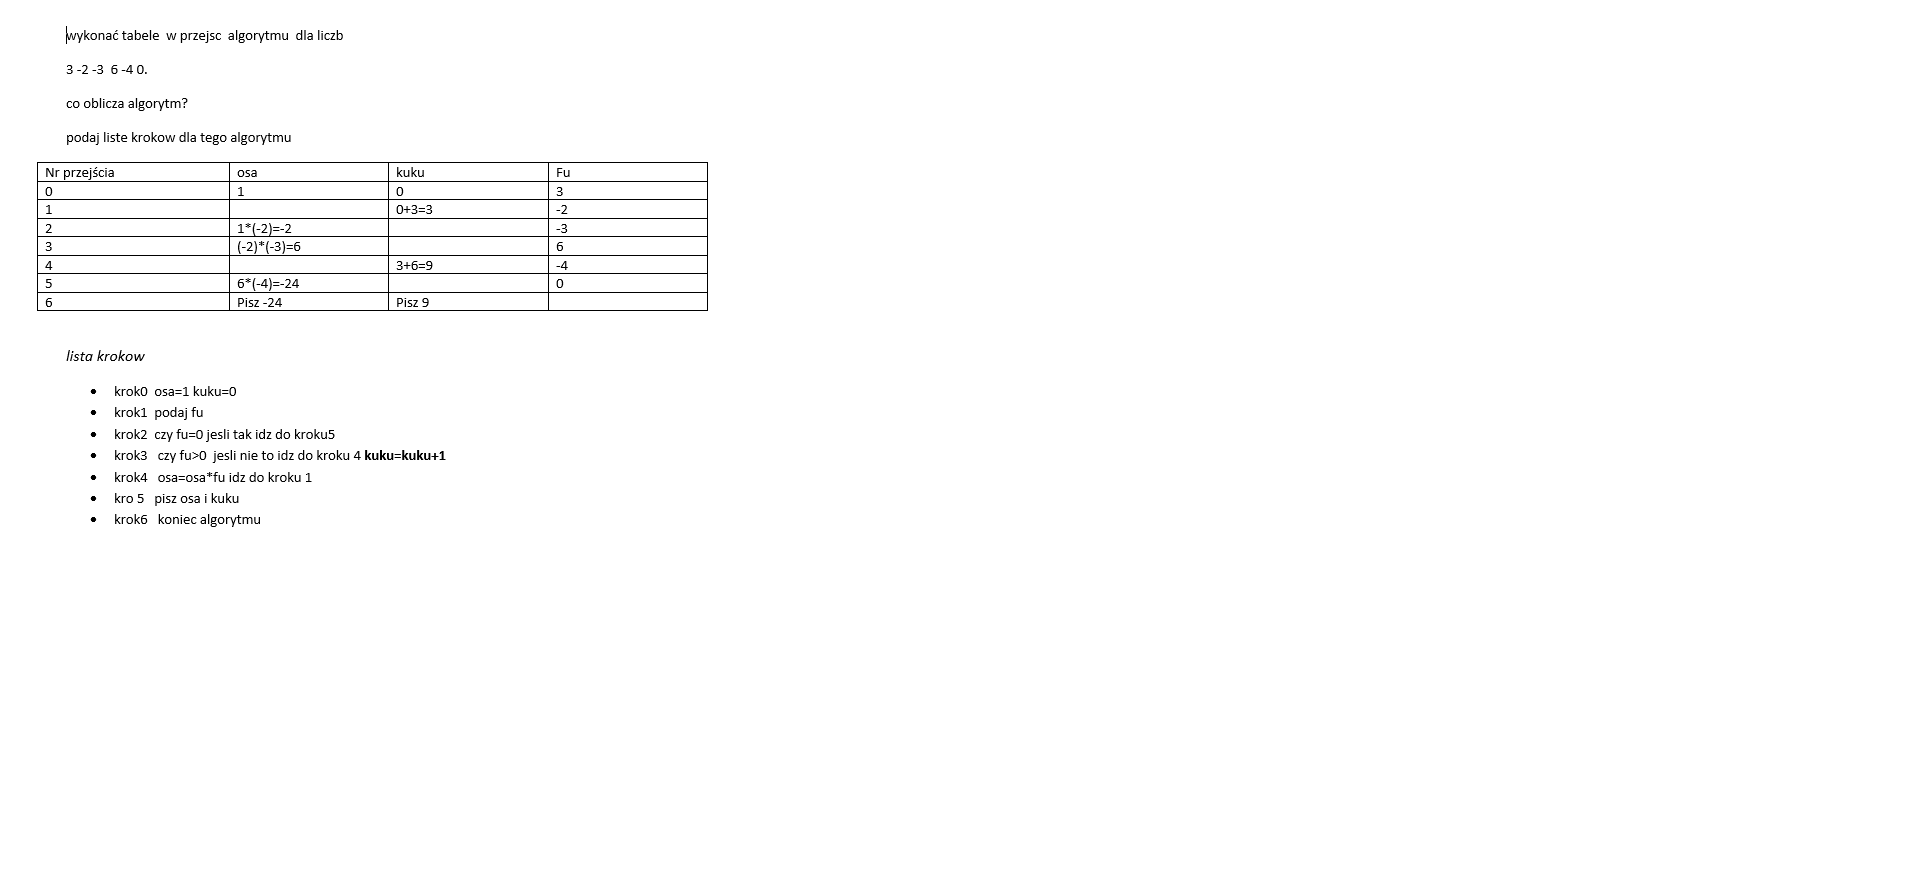 wykonać tabele w przejsc algorytmu dla liczb
3 -2 -3 6 -4 0.
co oblicza algorytm?
podaj liste krokow dla tego algorytmu
Nr przejścia osa kuku Fu
0 1 0 3
1 0+3=3 -2
2 1*(-2)=-2 -3
3 (-2)*(-3)=6 6
4 3+6=9 -4
5 6*(-4)=-24 0
6 Pisz -24 Pisz 9
lista krokow
• krok0 osa=1 kuku=0
• krok1 podaj fu
• krok2 czy fu=0 jesli tak idz do kroku5
• krok3 czy fu>0 jesli nie to idz do kroku 4 kuku=kuku+1
• krok4 osa=osa*fu idz do kroku 1
• kro 5 pisz osa i kuku
• krok6 koniec algorytmu